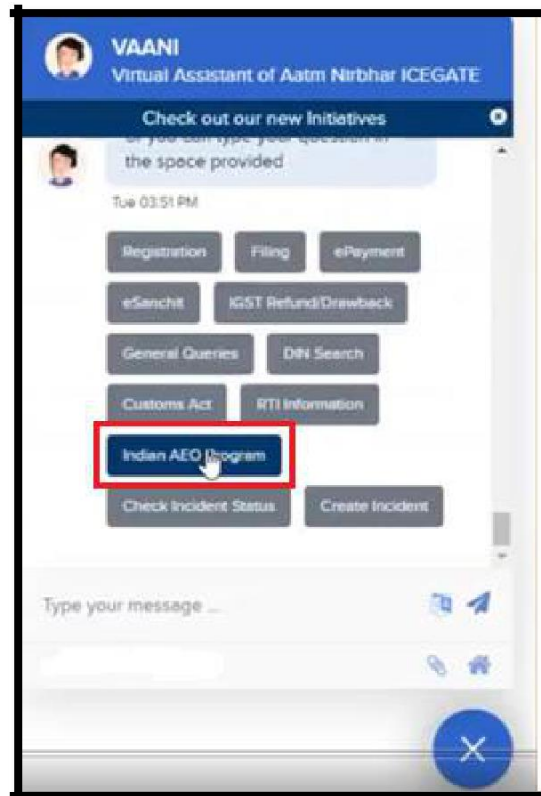 VAANI
Virtual Assistant of Aatm Nirbhar ICEGATE
Check out our new Initiatives
or you can type your question in
the space provided
Tue 03:51 PM
Registration Filing ePayment
eSanchit IGST Refund/Drawback
General Queries DIN Search
Customs Act RTI Information
Indian AEO Program
Check Incident Status Create Incident
Type your message ...